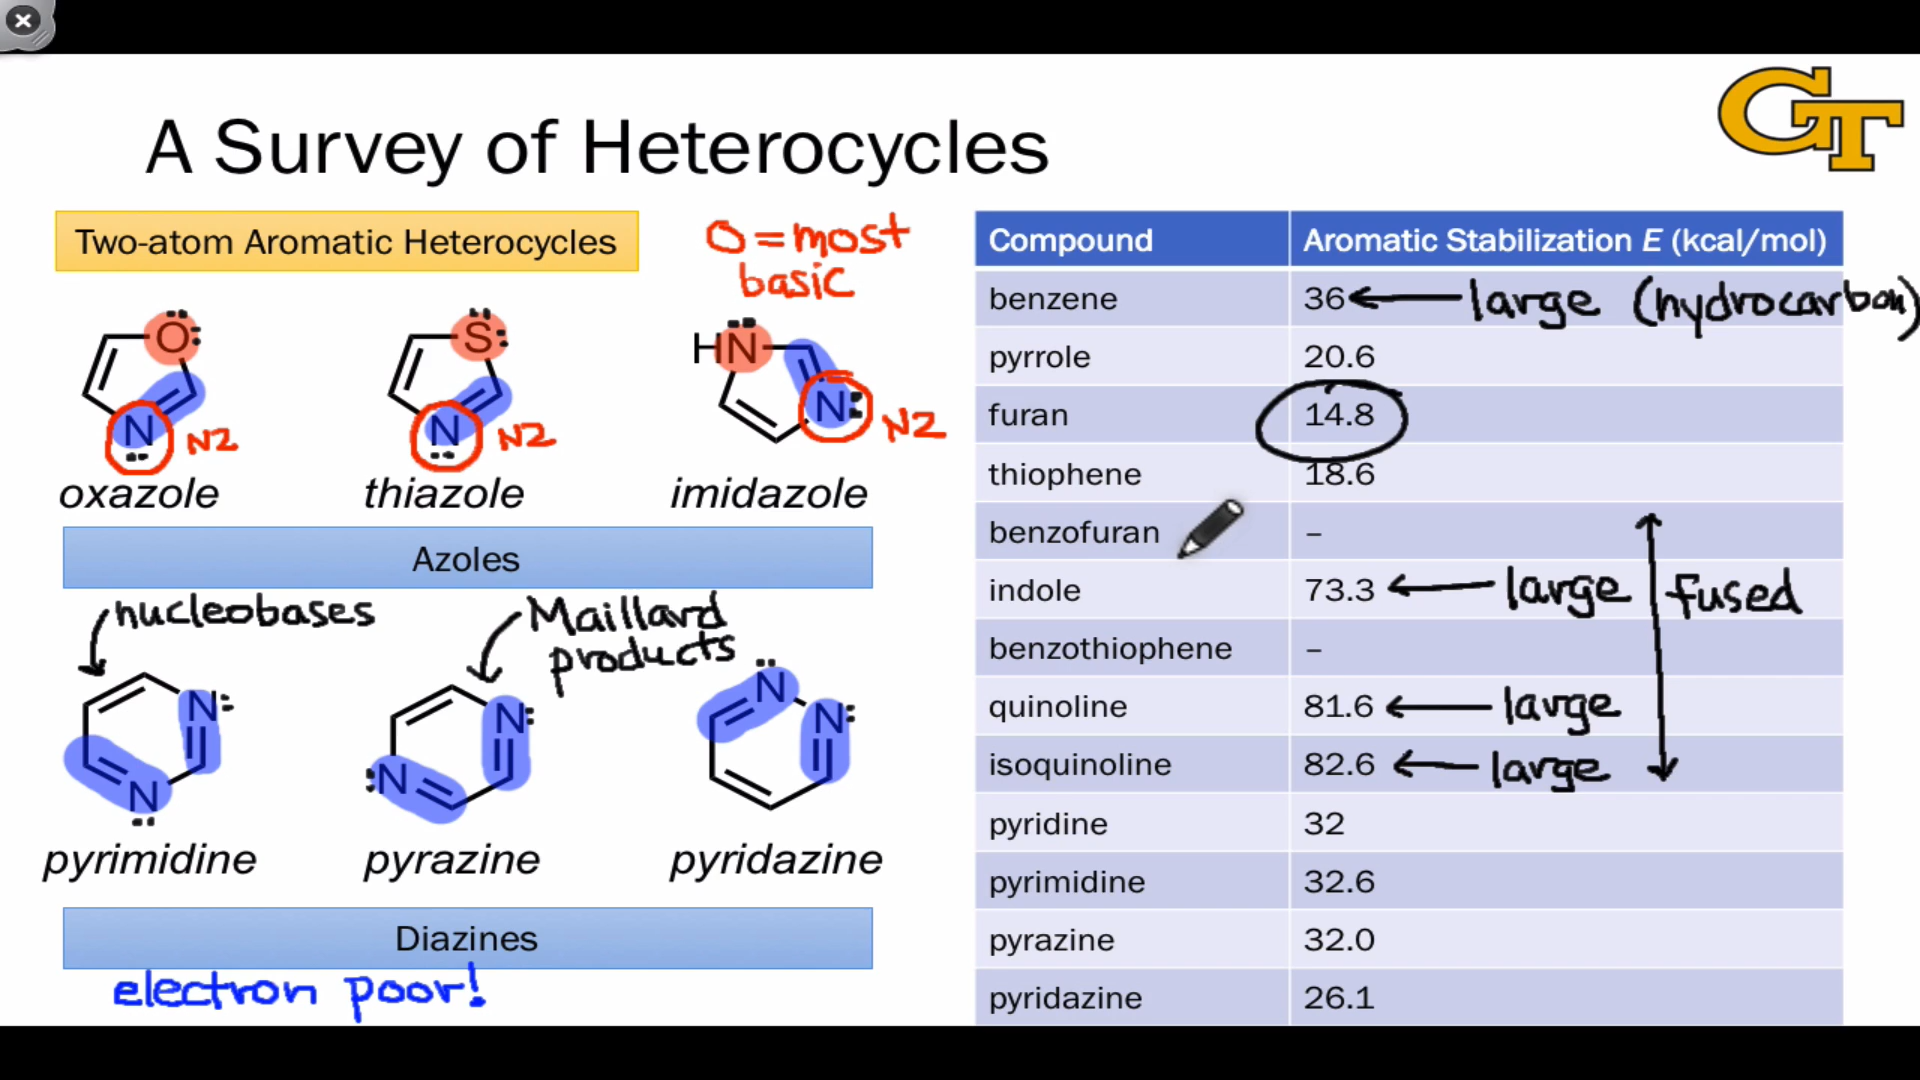 GT
A Survey of Heterocycles
Two-atom Aromatic Heterocycles
O = most
basic
O
N
N2
oxazole
S
N
N2
thiazole
HN
N
N2
imidazole
Azoles
nucleobases
Maillard
products
N
N
pyrimidine
N
N
pyrazine
N
N
pyridazine
Diazines
electron poor!
Compound Aromatic Stabilization E (kcal/mol)
benzene 36 large (hydrocarbon)
pyrrole 20.6
furan 14.8
thiophene 18.6
benzofuran –
indole 73.3 large fused
benzothiophene –
quinoline 81.6 large
isoquinoline 82.6 large
pyridine 32
pyrimidine 32.6
pyrazine 32.0
pyridazine 26.1